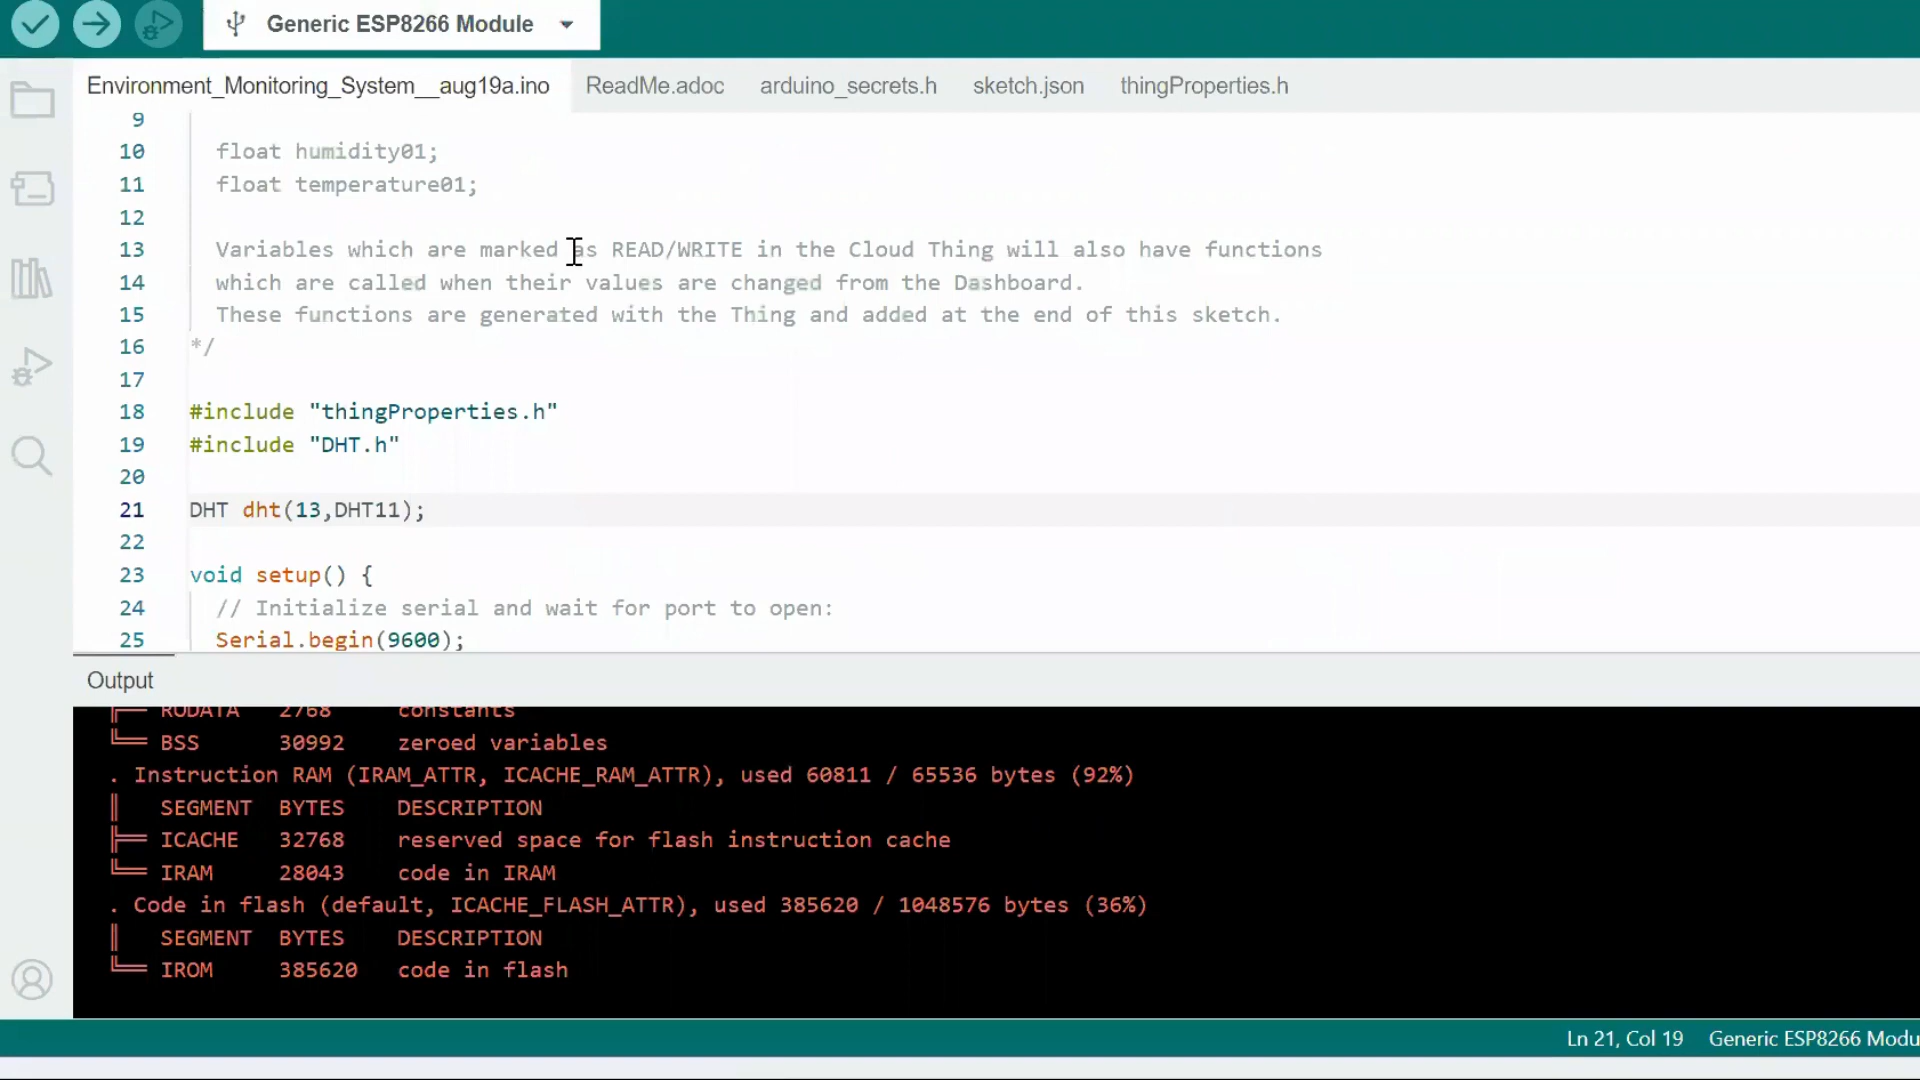 Generic ESP8266 Module
Environment_Monitoring_System__aug19a.ino ReadMe.adoc arduino_secrets.h sketch.json thingProperties.h
9
10 float humidity01;
11 float temperature01;
12
13 Variables which are marked as READ/WRITE in the Cloud Thing will also have functions
14 which are called when their values are changed from the Dashboard.
15 These functions are generated with the Thing and added at the end of this sketch.
16 */
17
18 #include "thingProperties.h"
19 #include "DHT.h"
20
21 DHT dht(13,DHT11);
22
23 void setup() {
24 // Initialize serial and wait for port to open:
25 Serial.begin(9600);
Output
╠══ RODATA 2768 constants
╚══ BSS 30992 zeroed variables
. Instruction RAM (IRAM_ATTR, ICACHE_RAM_ATTR), used 60811 / 65536 bytes (92%)
║ SEGMENT BYTES DESCRIPTION
╠══ ICACHE 32768 reserved space for flash instruction cache
╚══ IRAM 28043 code in IRAM
. Code in flash (default, ICACHE_FLASH_ATTR), used 385620 / 1048576 bytes (36%)
║ SEGMENT BYTES DESCRIPTION
╚══ IROM 385620 code in flash
Ln 21, Col 19 Generic ESP8266 Modu